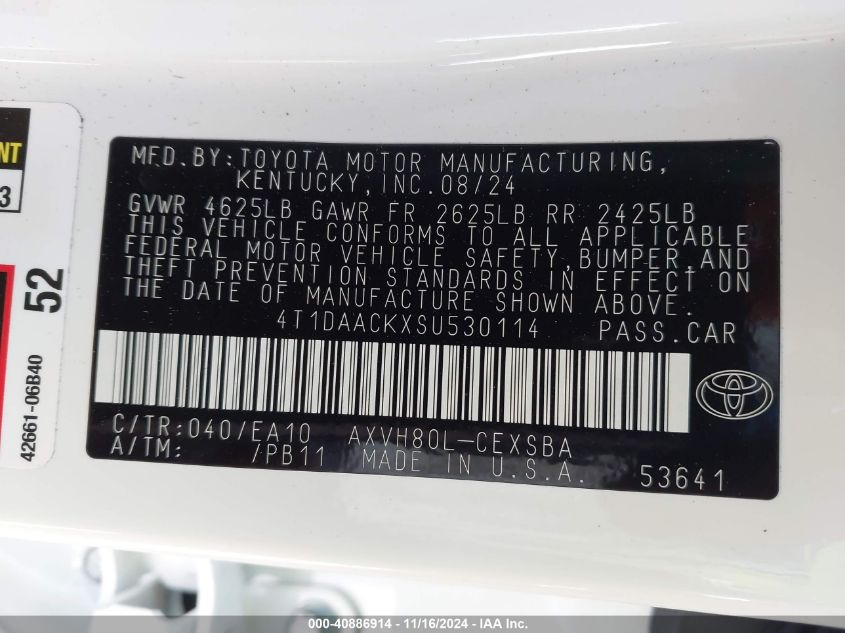 NT
3
52
42661-06B40
MFD.BY:TOYOTA MOTOR MANUFACTURING,
KENTUCKY,INC.08/24
GVWR 4625LB GAWR FR 2625LB RR 2425LB
THIS VEHICLE CONFORMS TO ALL APPLICABLE
FEDERAL MOTOR VEHICLE SAFETY,BUMPER,AND
THEFT PREVENTION STANDARDS IN EFFECT ON
THE DATE OF MANUFACTURE SHOWN ABOVE.
4T1DAACKXSU530114 PASS.CAR
C/TR:040/EA10 AXVH80L-CEXSBA
A/TM: /PB11 MADE IN U.S.A. 53641
000-40886914 - 11/16/2024 - IAA Inc.